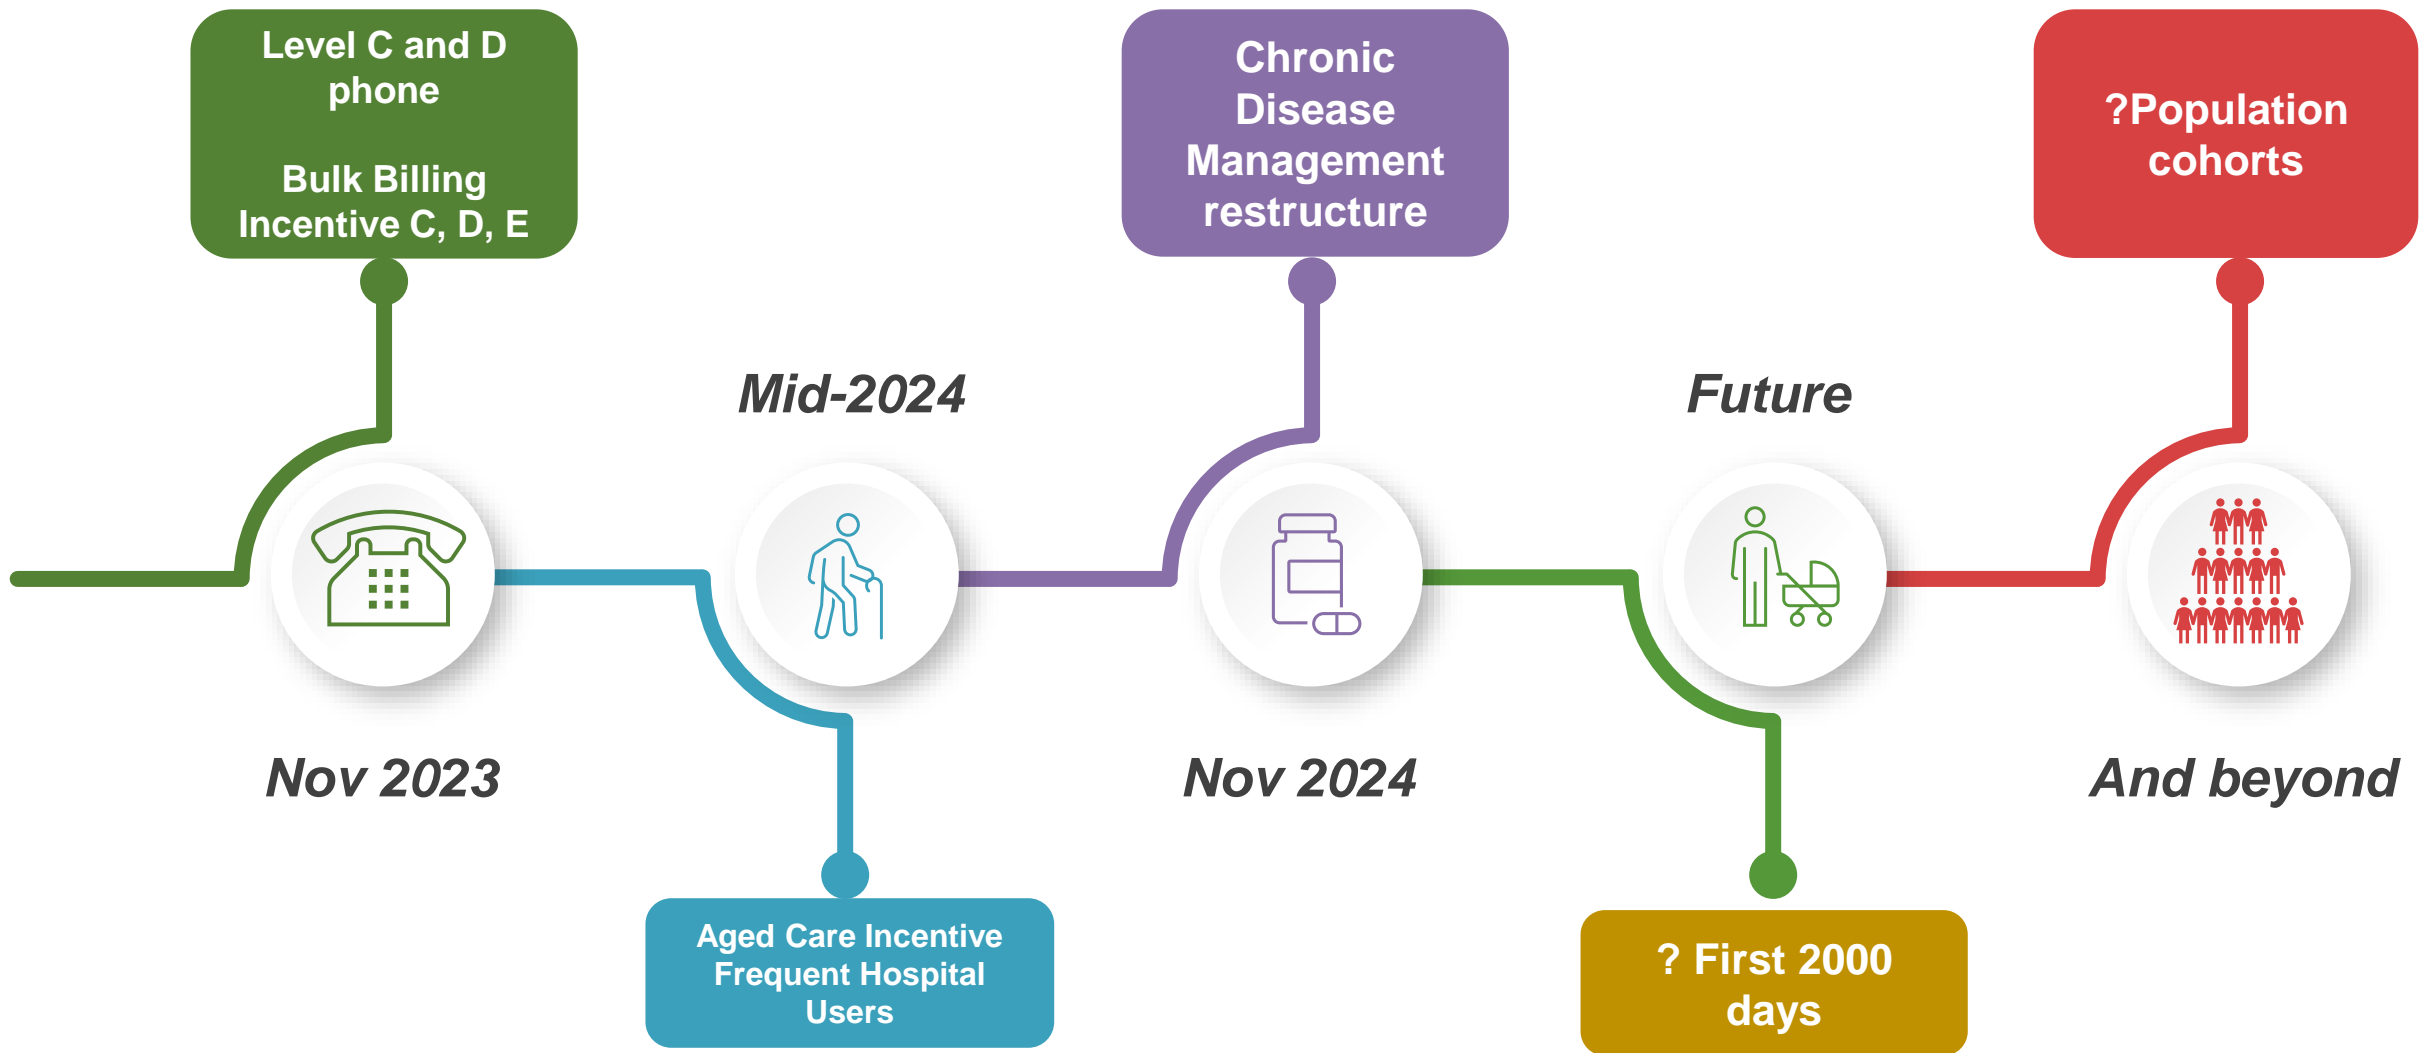 Level C and D
phone
Bulk Billing
Incentive C, D, E
Nov 2023
Mid-2024
Aged Care Incentive
Frequent Hospital
Users
Chronic
Disease
Management
restructure
Nov 2024
Future
? First 2000
days
?Population
cohorts
And beyond